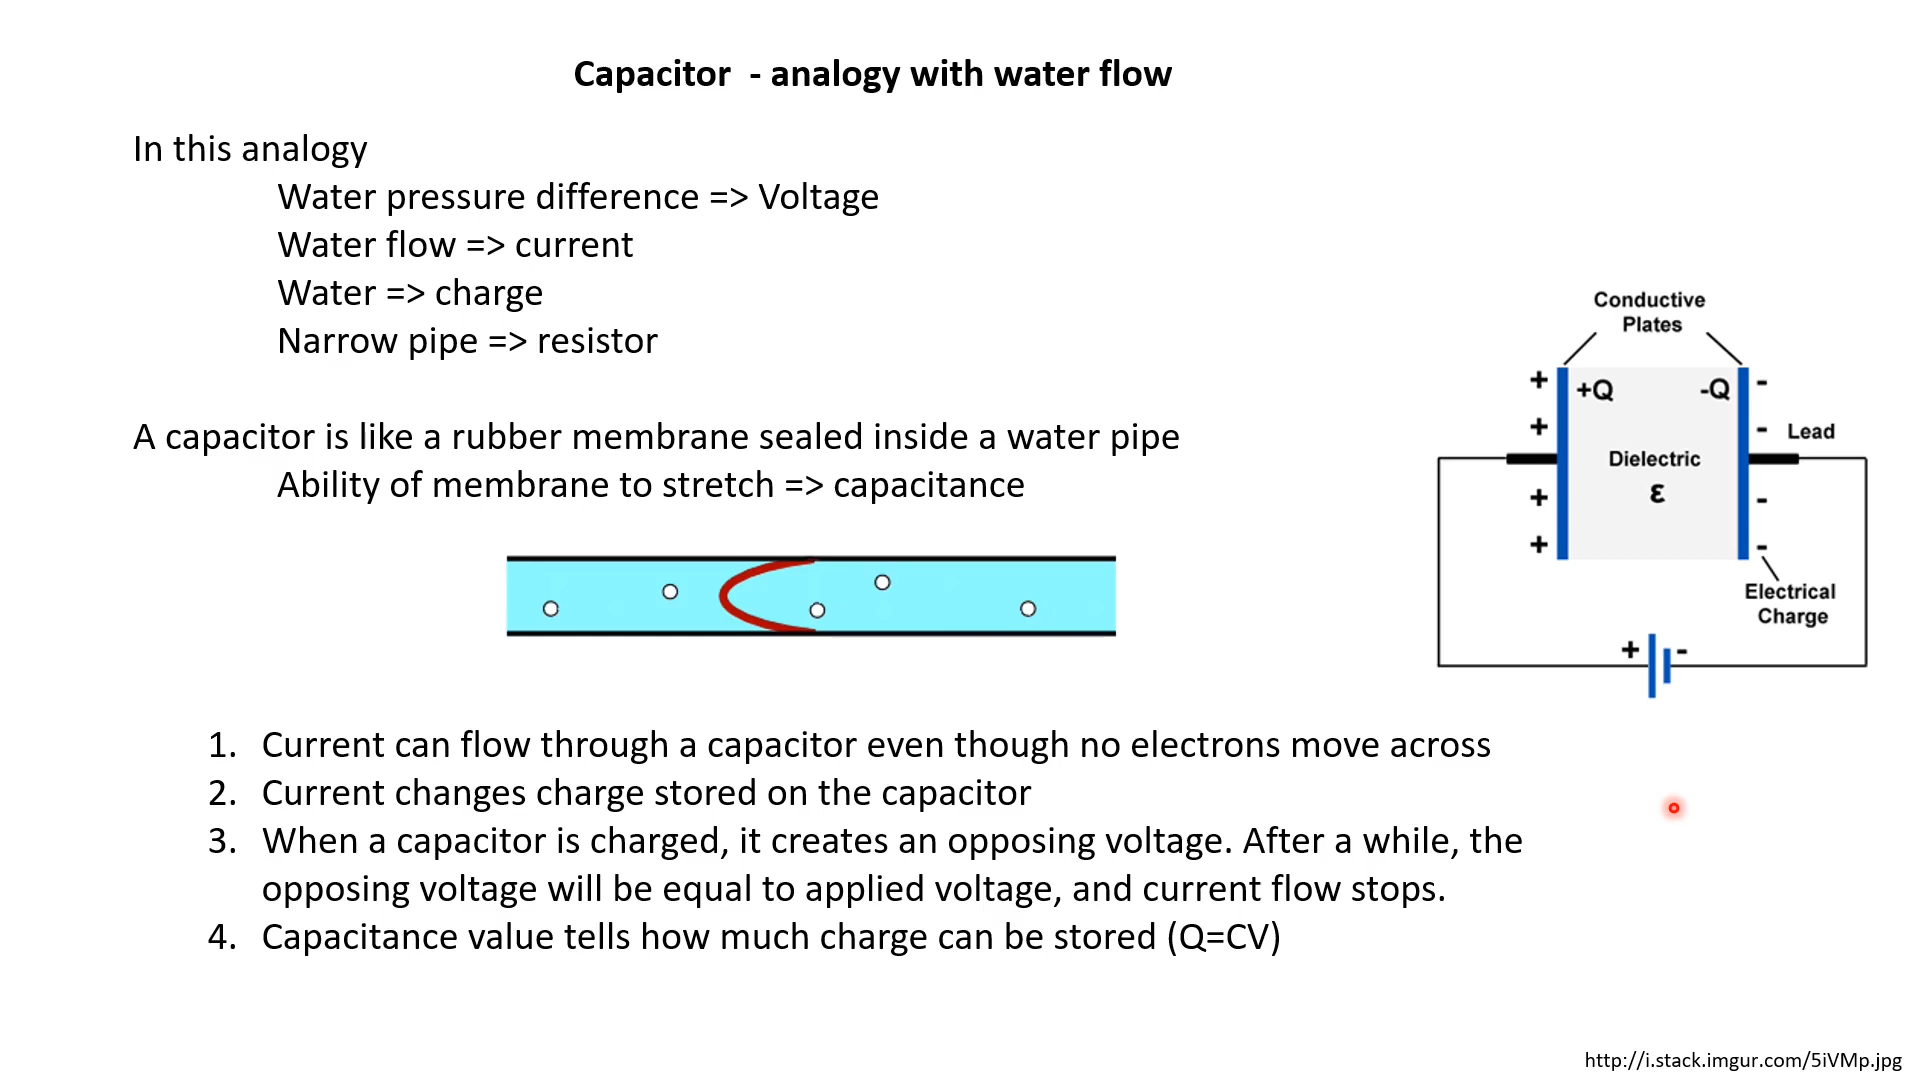 Capacitor  - analogy with water flow
In this analogy
Water pressure difference => Voltage
Water flow => current
Water => charge
Narrow pipe => resistor
A capacitor is like a rubber membrane sealed inside a water pipe
Ability of membrane to stretch => capacitance
Conductive
Plates
+ +Q -Q -
+ - Lead
Dielectric
ε
+ -
+ -
Electrical
Charge
+ -
1. Current can flow through a capacitor even though no electrons move across
2. Current changes charge stored on the capacitor
3. When a capacitor is charged, it creates an opposing voltage. After a while, the
opposing voltage will be equal to applied voltage, and current flow stops.
4. Capacitance value tells how much charge can be stored (Q=CV)
http://i.stack.imgur.com/5iVMp.jpg